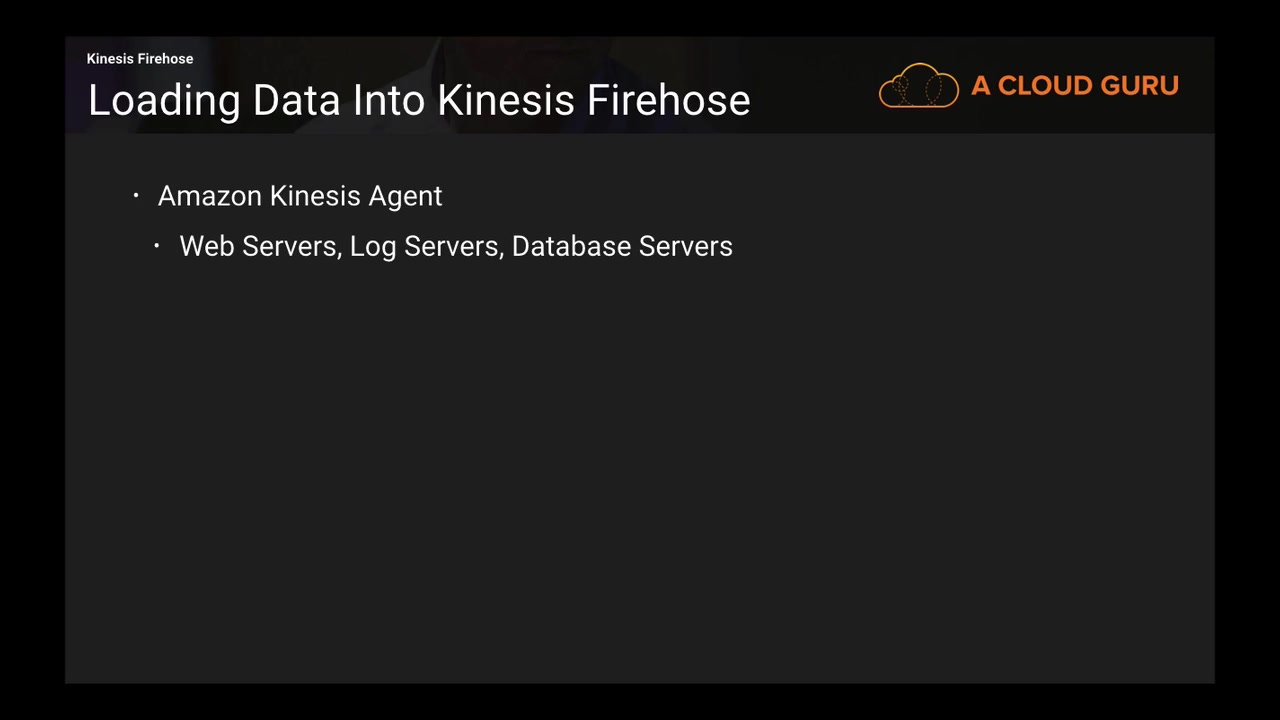 Kinesis Firehose
Loading Data Into Kinesis Firehose
A CLOUD GURU
· Amazon Kinesis Agent
· Web Servers, Log Servers, Database Servers